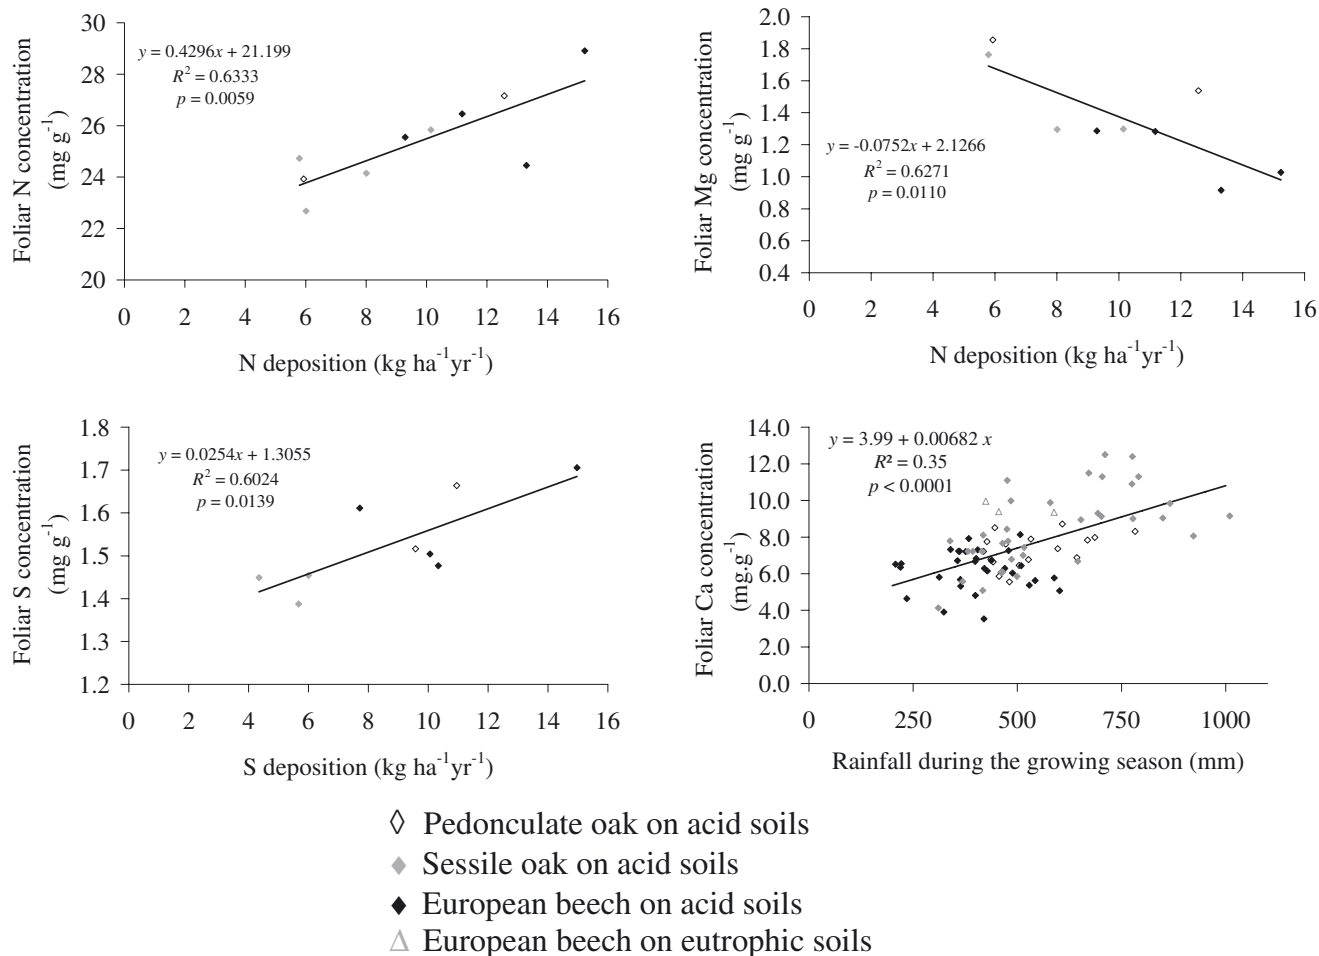 Foliar N concentration
(mg g⁻¹)
30
28
26
24
22
20
y = 0.4296x + 21.199
R² = 0.6333
p = 0.0059
0 2 4 6 8 10 12 14 16
N deposition (kg ha⁻¹yr⁻¹)
Foliar Mg concentration
(mg g⁻¹)
2.0
1.8
1.6
1.4
1.2
1.0
0.8
0.6
0.4
y = -0.0752x + 2.1266
R² = 0.6271
p = 0.0110
0 2 4 6 8 10 12 14 16
N deposition (kg ha⁻¹yr⁻¹)
Foliar S concentration
(mg g⁻¹)
1.8
1.7
1.6
1.5
1.4
1.3
1.2
y = 0.0254x + 1.3055
R² = 0.6024
p = 0.0139
0 2 4 6 8 10 12 14 16
S deposition (kg ha⁻¹yr⁻¹)
Foliar Ca concentration
(mg.g⁻¹)
14.0
12.0
10.0
8.0
6.0
4.0
2.0
0.0
y = 3.99 + 0.00682 x
R² = 0.35
p < 0.0001
0 250 500 750 1000
Rainfall during the growing season (mm)
Pedonculate oak on acid soils
Sessile oak on acid soils
European beech on acid soils
European beech on eutrophic soils